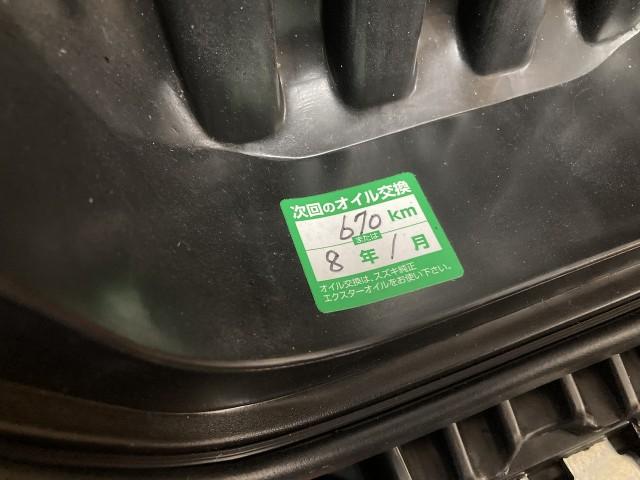 次回のオイル交換
670 km
または
8年1月
オイル交換は、スズキ純正
エクスターオイルをお使い下さい。